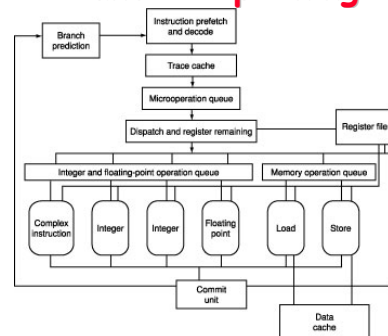 Instruction prefetch
and decode
Branch
prediction
Trace cache
Microoperation queue
Dispatch and register remaining
Register file
Integer and floating-point operation queue
Memory operation queue
Complex
instruction
Integer
Integer
Floating
point
Load
Store
Commit
unit
Data
cache